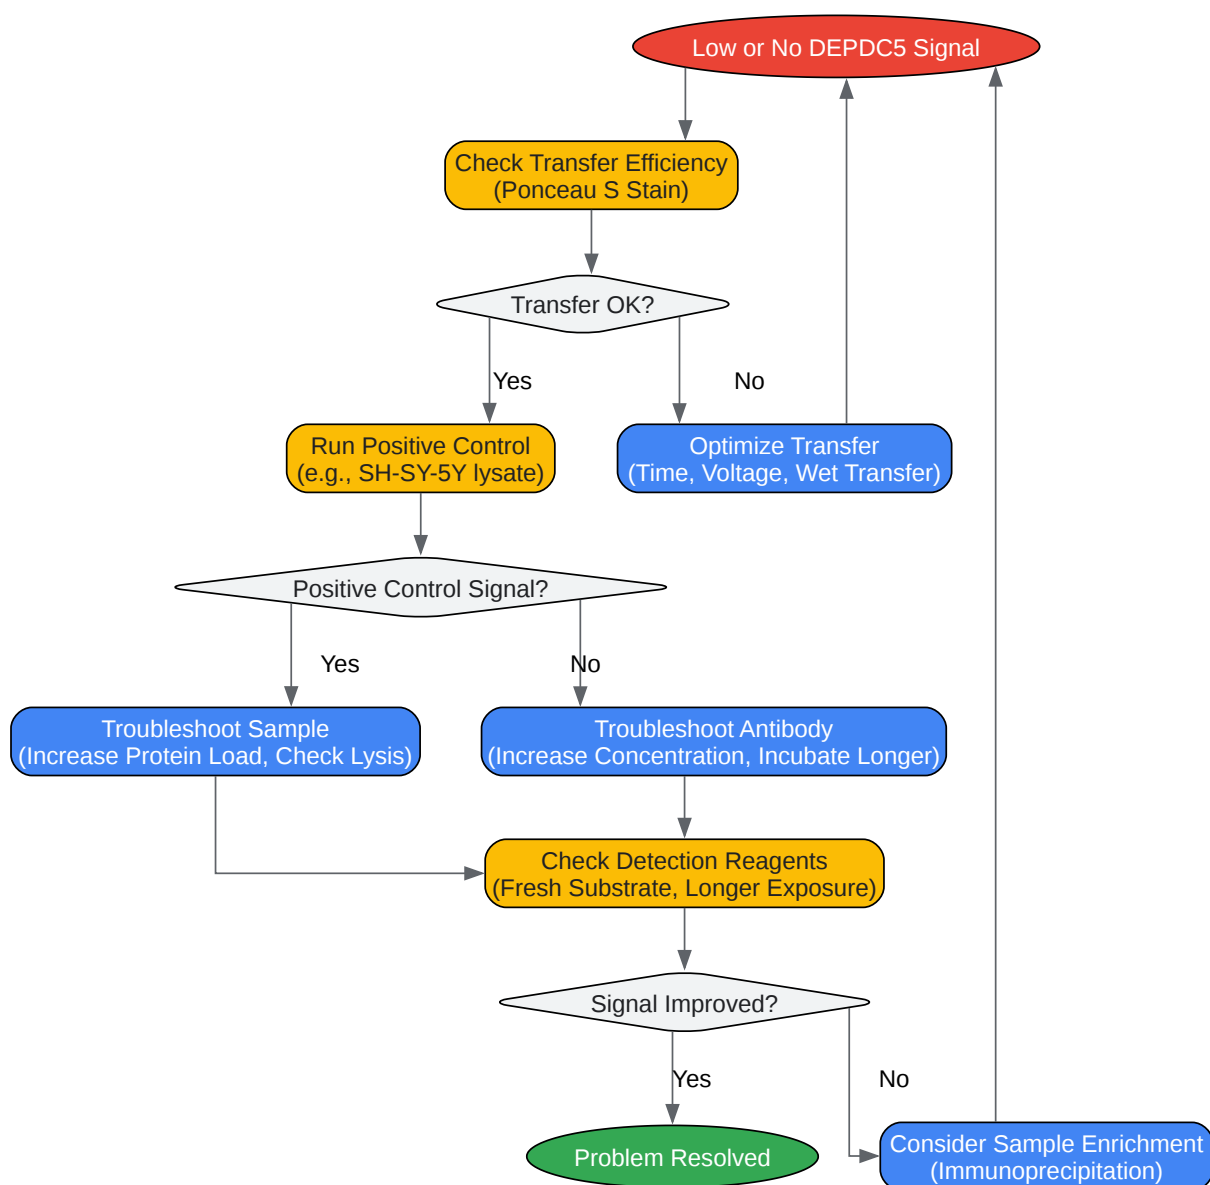 Low or No DEPDC5 Signal
Check Transfer Efficiency
(Ponceau S Stain)
Transfer OK?
Yes
No
Run Positive Control
(e.g., SH-SY-5Y lysate)
Optimize Transfer
(Time, Voltage, Wet Transfer)
Positive Control Signal?
Yes
No
Troubleshoot Sample
(Increase Protein Load, Check Lysis)
Troubleshoot Antibody
(Increase Concentration, Incubate Longer)
Check Detection Reagents
(Fresh Substrate, Longer Exposure)
Signal Improved?
Yes
No
Problem Resolved
Consider Sample Enrichment
(Immunoprecipitation)